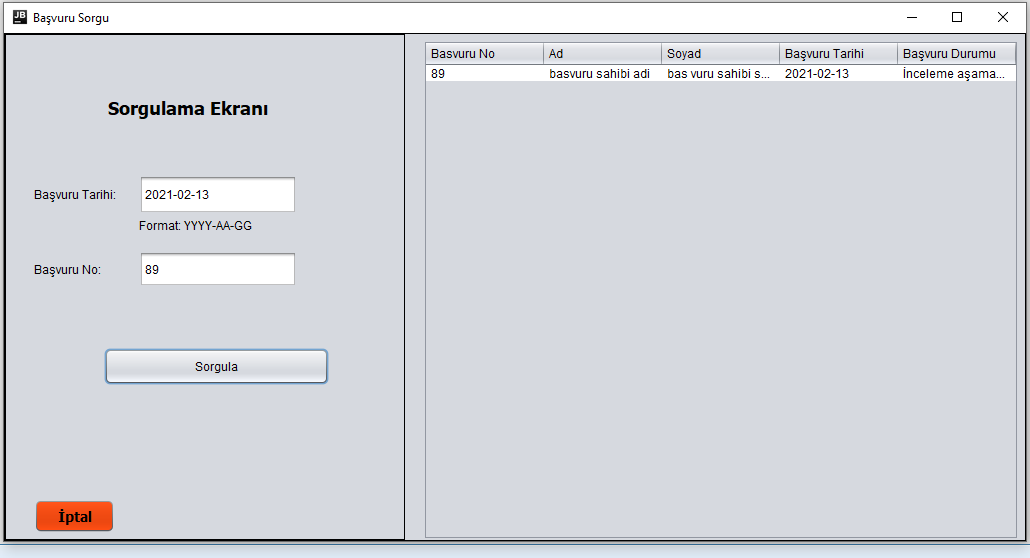 JB Başvuru Sorgu
Sorgulama Ekranı
Başvuru Tarihi: 2021-02-13
Format: YYYY-AA-GG
Başvuru No: 89
Sorgula
İptal
Basvuru No Ad Soyad Başvuru Tarihi Başvuru Durumu
89 basvuru sahibi adi bas vuru sahibi s... 2021-02-13 İnceleme aşama...